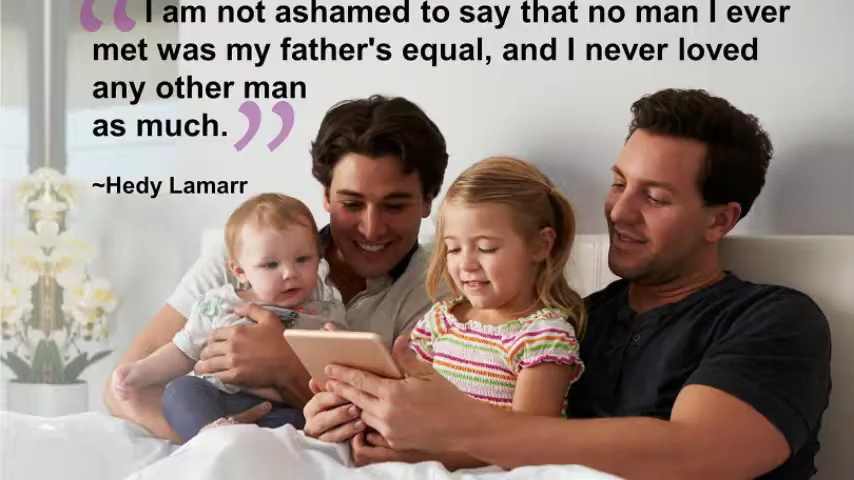 “ I am not ashamed to say that no man I ever
met was my father's equal, and I never loved
any other man
as much. ”
~Hedy Lamarr